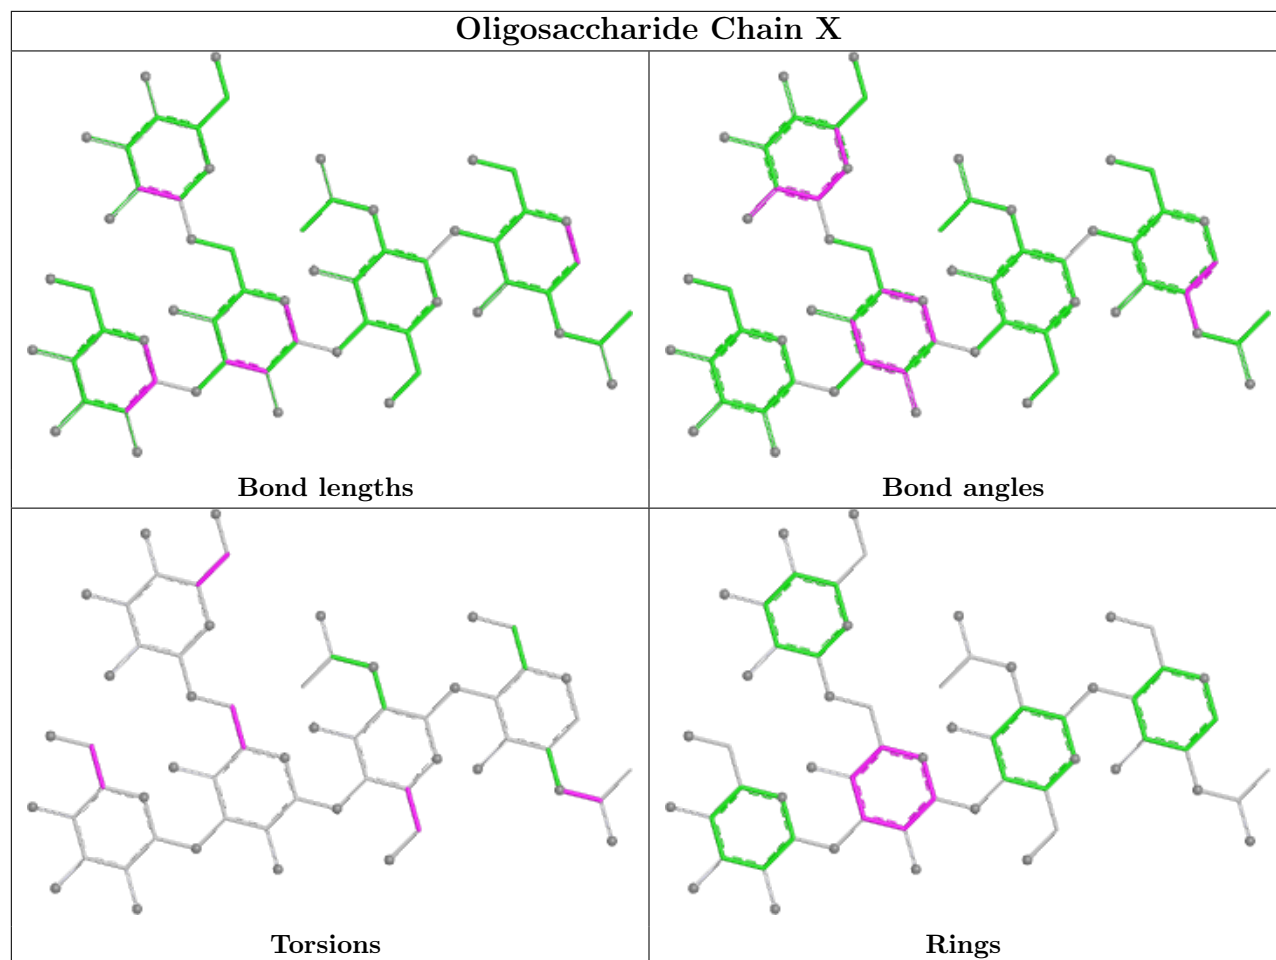 Oligosaccharide Chain X
Bond lengths
Bond angles
Torsions
Rings